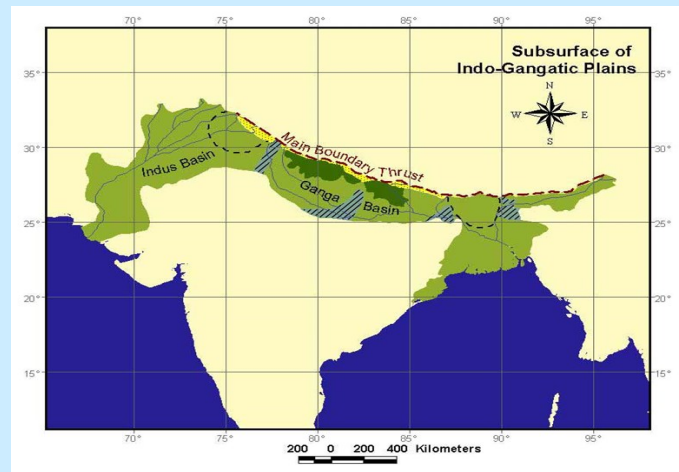 70° 75° 80° 85° 90° 95°
Subsurface of
Indo-Gangatic Plains
N
W E
S
35° 35°
30° 30°
25° 25°
20° 20°
15° 15°
Main Boundary Thrust
Indus Basin
Ganga
Basin
70° 75° 80° 85° 90° 95°
200 0 200 400 Kilometers